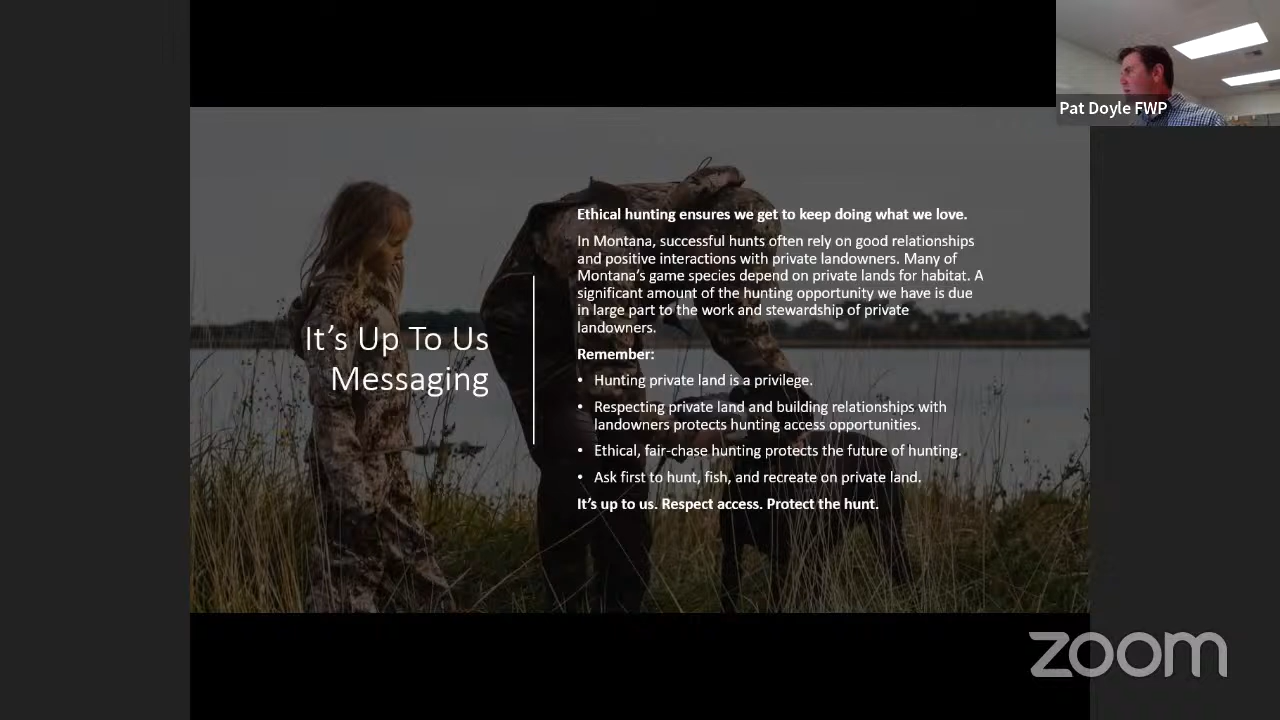 Pat Doyle FWP
It's Up To Us
Messaging
Ethical hunting ensures we get to keep doing what we love.
In Montana, successful hunts often rely on good relationships
and positive interactions with private landowners. Many of
Montana's game species depend on private lands for habitat. A
significant amount of the hunting opportunity we have is due
in large part to the work and stewardship of private
landowners.
Remember:
• Hunting private land is a privilege.
• Respecting private land and building relationships with
landowners protects hunting access opportunities.
• Ethical, fair-chase hunting protects the future of hunting.
• Ask first to hunt, fish, and recreate on private land.
It's up to us. Respect access. Protect the hunt.
zoom